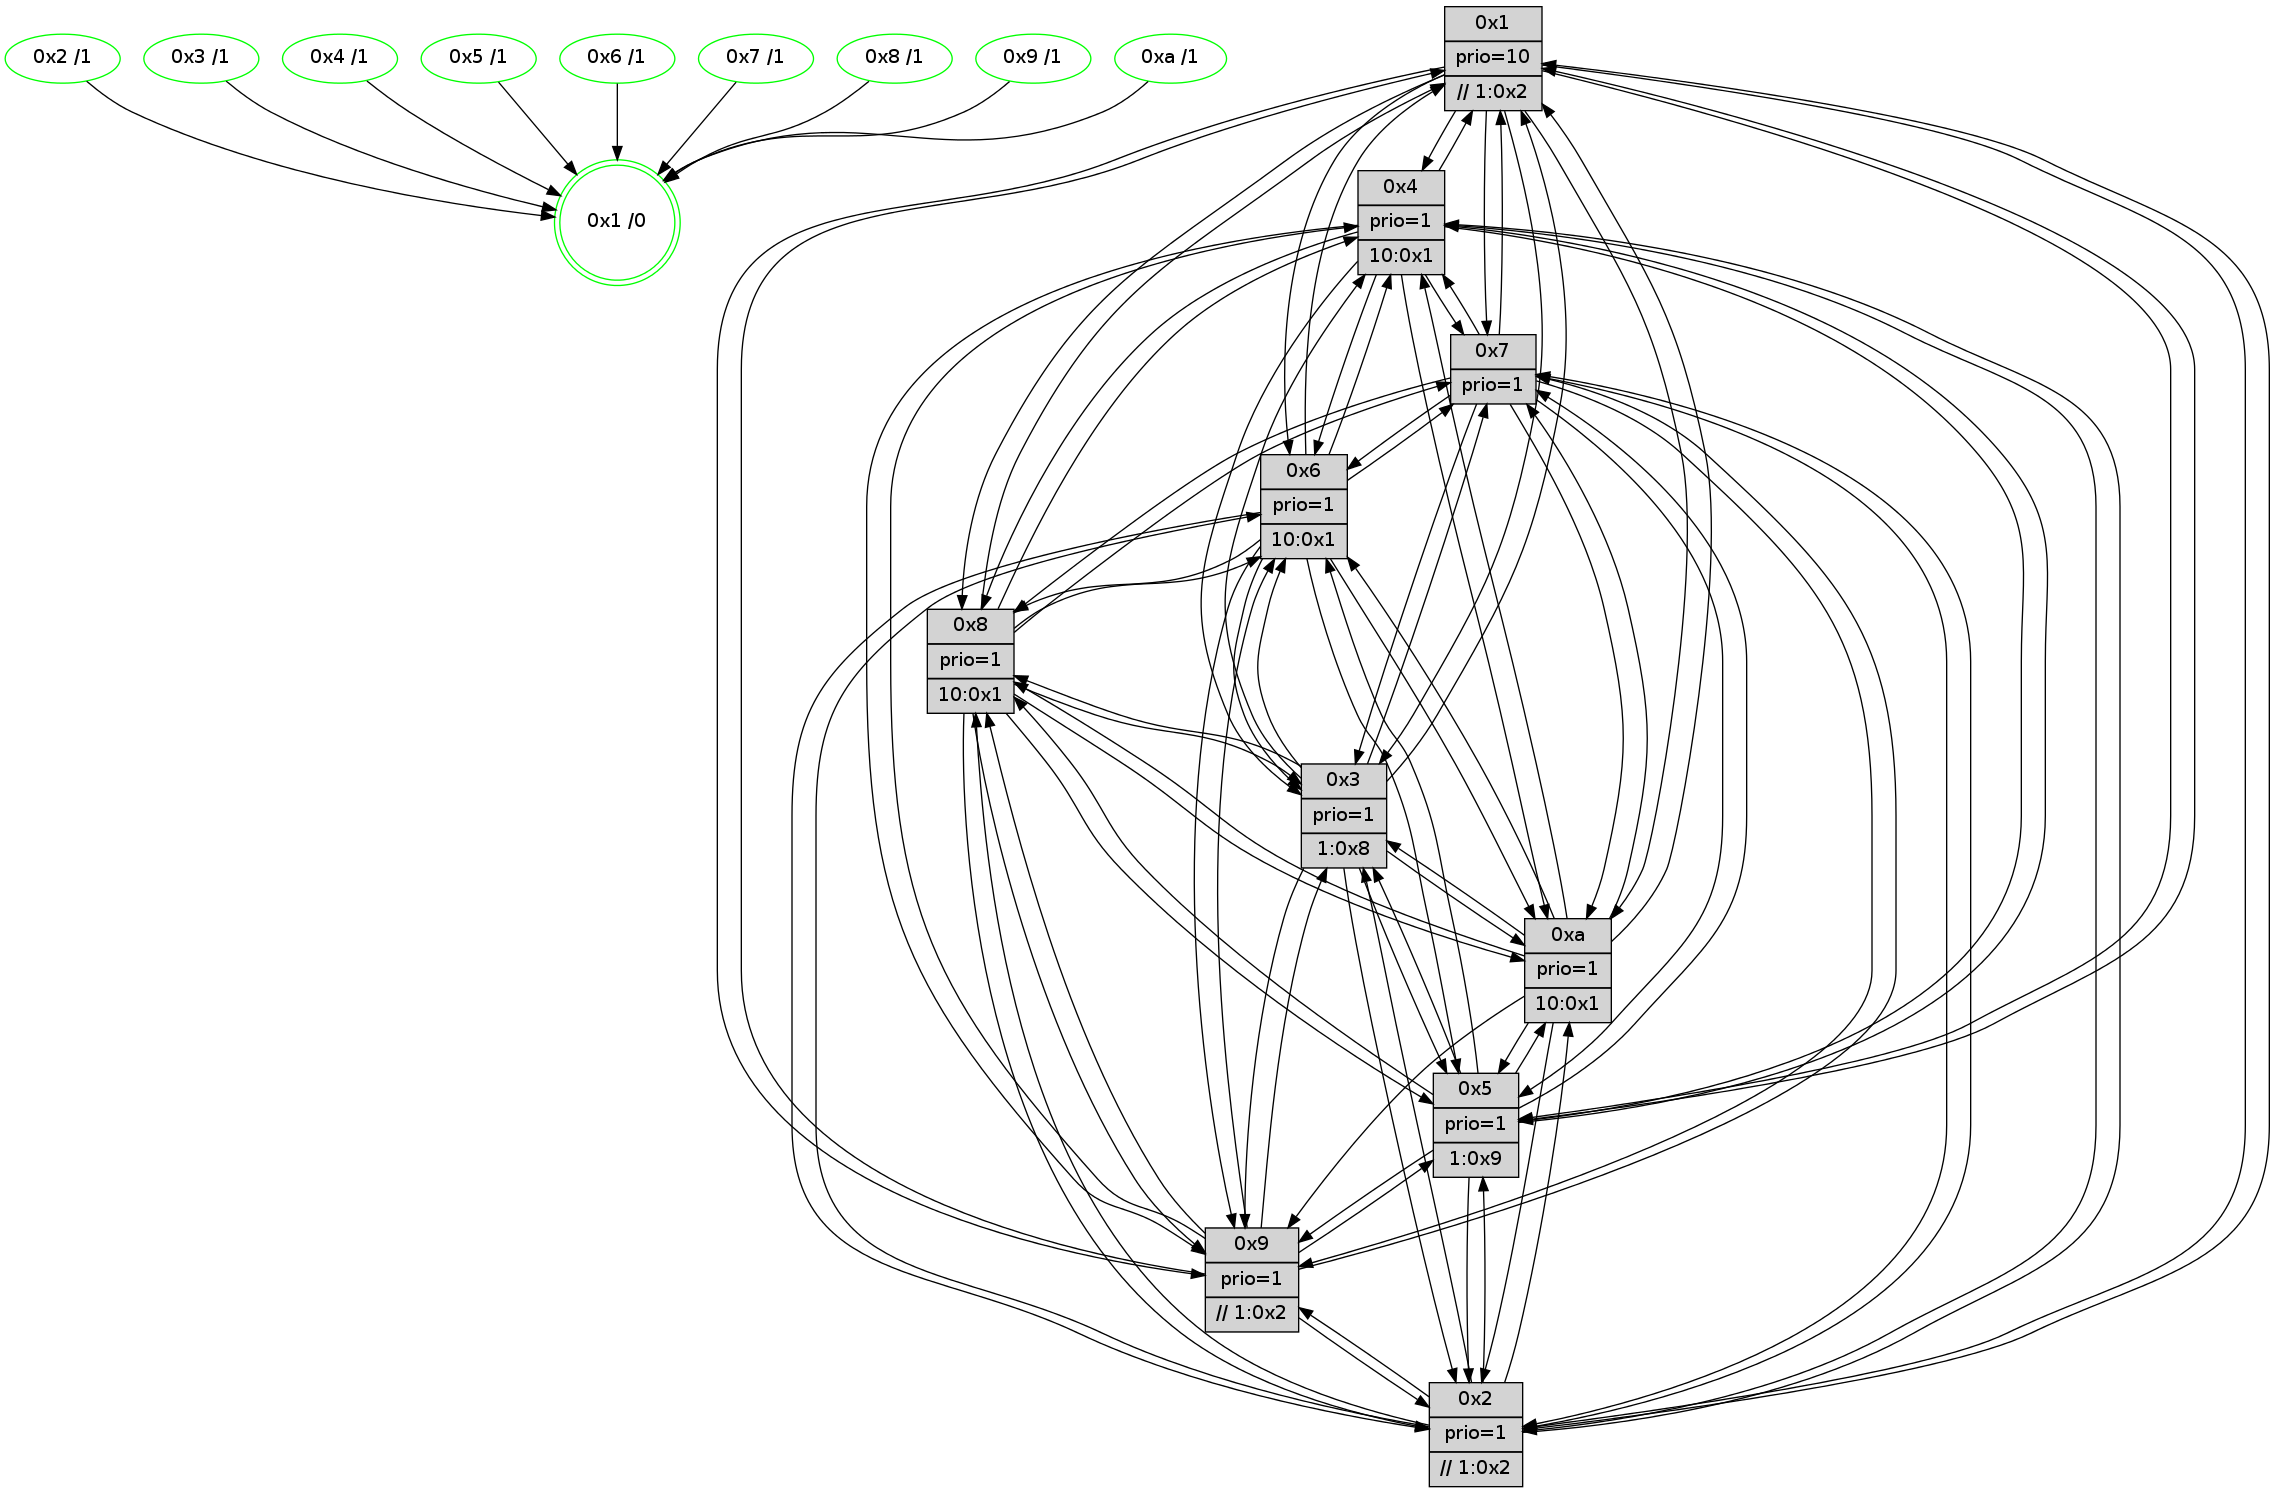 0x2 /1
0x3 /1
0x4 /1
0x5 /1
0x6 /1
0x7 /1
0x8 /1
0x9 /1
0xa /1
0x1 /0
0x1
prio=10
// 1:0x2
0x4
prio=1
10:0x1
0x7
prio=1
0x6
prio=1
10:0x1
0x8
prio=1
10:0x1
0x3
prio=1
1:0x8
0xa
prio=1
10:0x1
0x5
prio=1
1:0x9
0x9
prio=1
// 1:0x2
0x2
prio=1
// 1:0x2